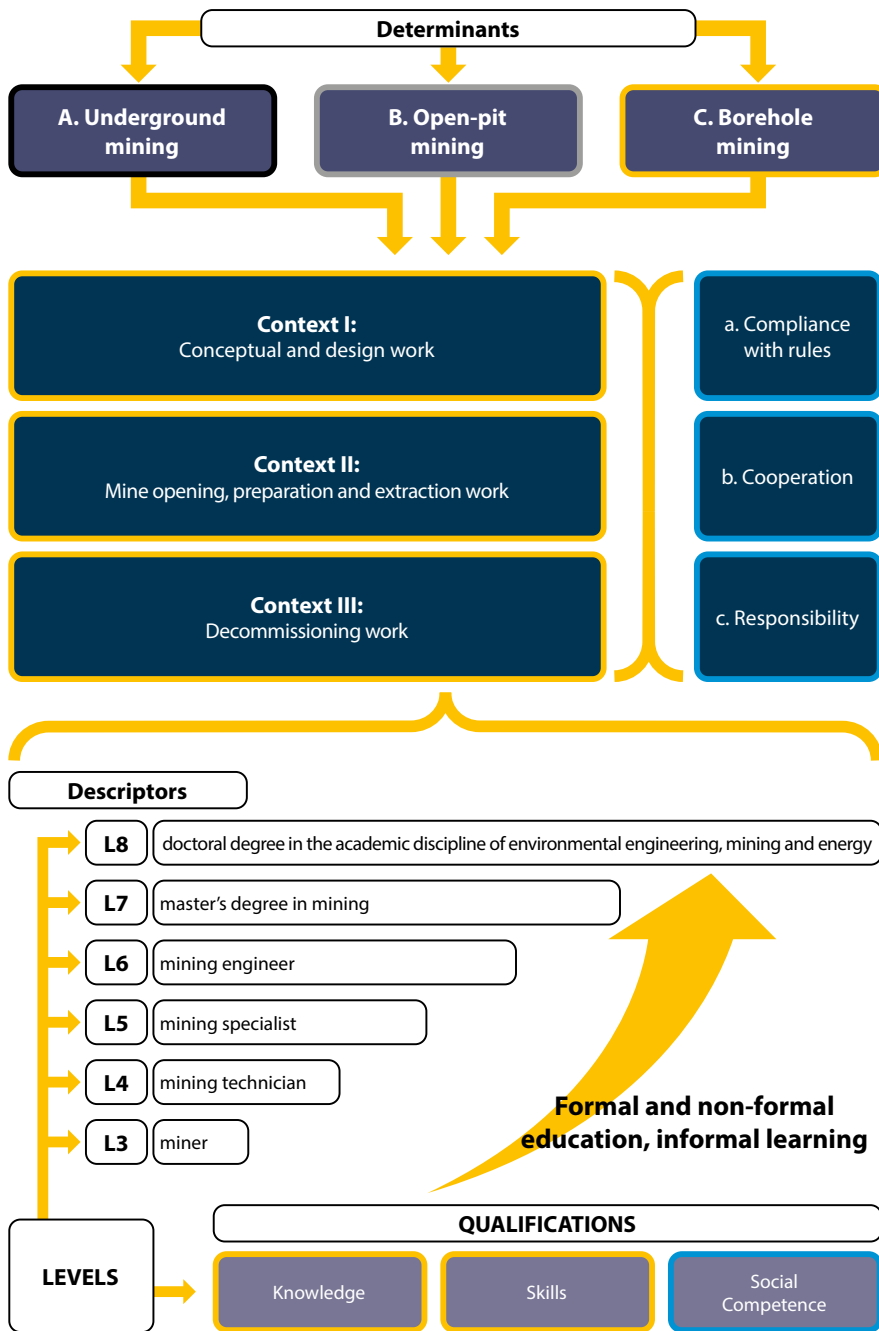 Determinants
A. Underground
mining
B. Open-pit
mining
C. Borehole
mining
Context I:
Conceptual and design work
a. Compliance
with rules
Context II:
Mine opening, preparation and extraction work
b. Cooperation
Context III:
Decommissioning work
c. Responsibility
Descriptors
L8
doctoral degree in the academic discipline of environmental engineering, mining and energy
L7
master’s degree in mining
L6
mining engineer
L5
mining specialist
L4
mining technician
L3
miner
Formal and non-formal
education, informal learning
LEVELS
QUALIFICATIONS
Knowledge
Skills
Social
Competence